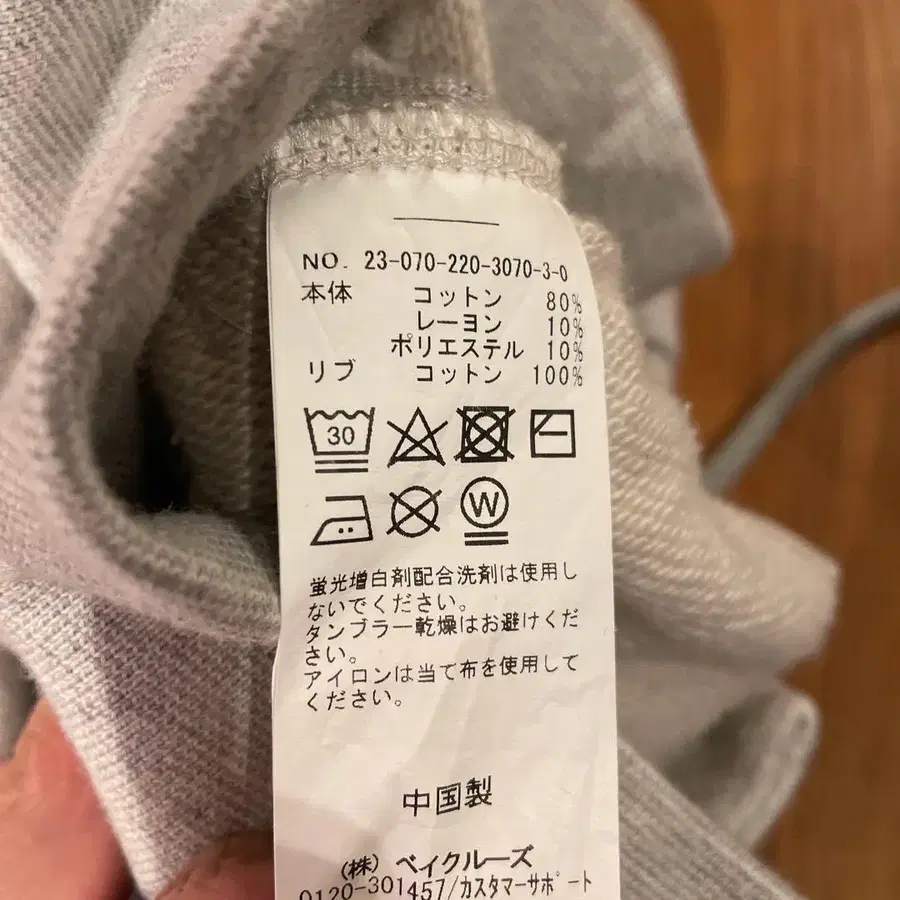 NO. 23-070-220-3070-3-0
本体 コットン 80%
レーヨン 10%
ポリエステル 10%
リブ コットン 100%
30
W
蛍光増白剤配合洗剤は使用し
ないでください。
タンブラー乾燥はお避けくだ
さい。
アイロンは当て布を使用して
ください。
中国製
(株) ベイクルーズ
0120-301457/カスタマーサポート